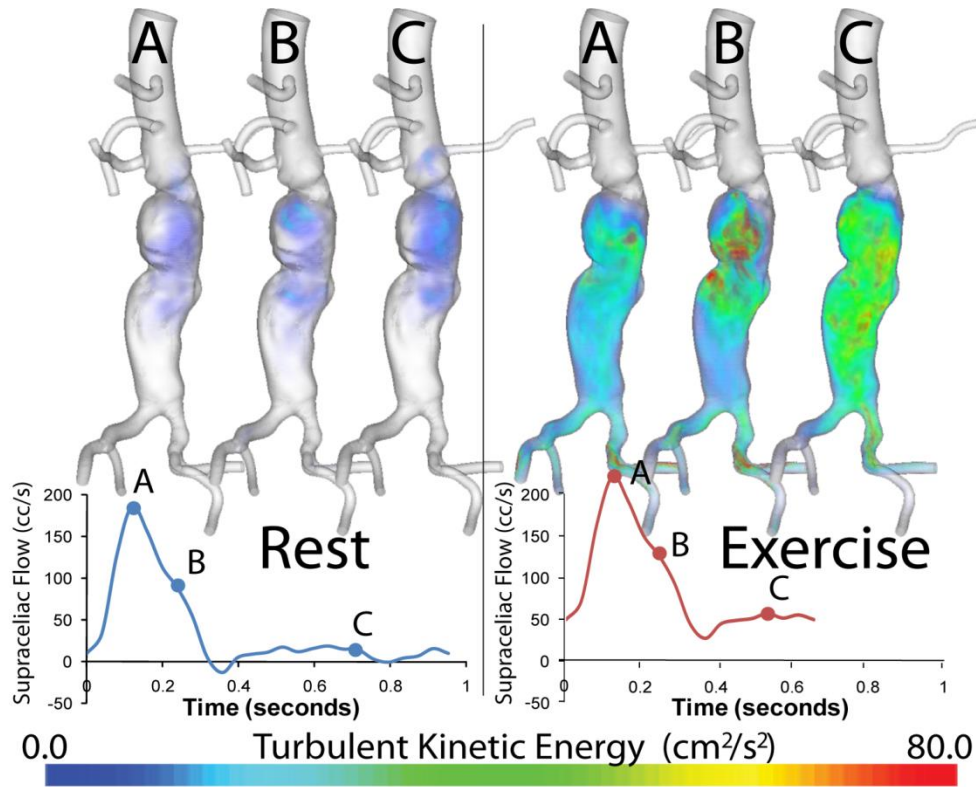 A B C A B C
Supraceliac Flow (cc/s)
200
150
100
50
0
-50
A
B
C
Rest
0 0.2 0.4 0.6 0.8 1
Time (seconds)
Supraceliac Flow (cc/s)
200
150
100
50
0
-50
A
B
C
Exercise
0 0.2 0.4 0.6 0.8 1
Time (seconds)
0.0 Turbulent Kinetic Energy (cm²/s²) 80.0